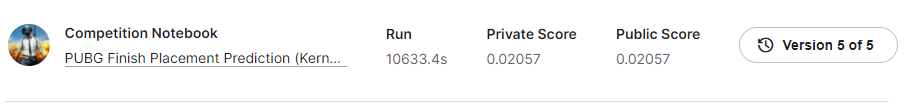 Competition Notebook Run Private Score Public Score
PUBG Finish Placement Prediction (Kern... 10633.4s 0.02057 0.02057
Version 5 of 5